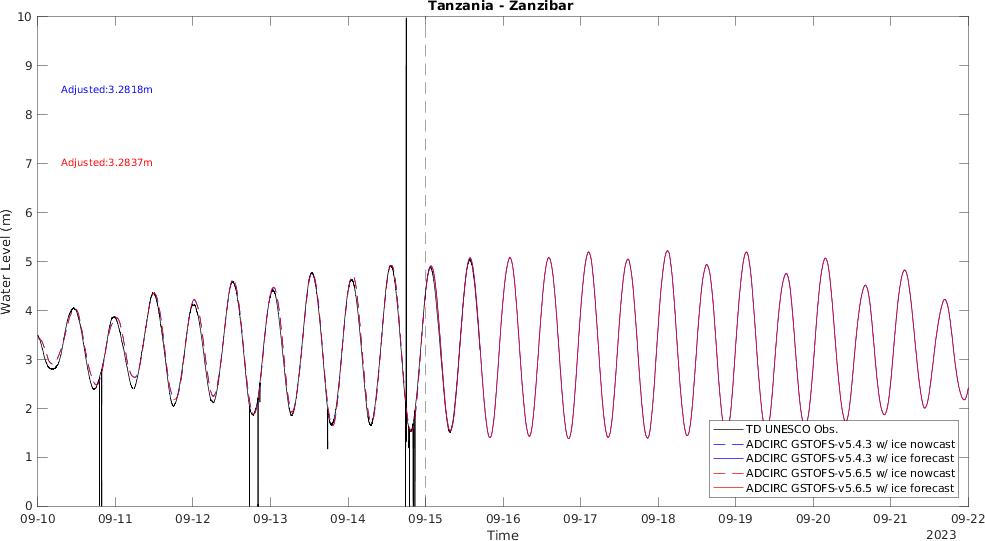 Tanzania - Zanzibar
10
9
8
7
6
5
4
3
2
1
0
Water Level (m)
Adjusted:3.2818m
Adjusted:3.2837m
TD UNESCO Obs.
ADCIRC GSTOFS-v5.4.3 w/ ice nowcast
ADCIRC GSTOFS-v5.4.3 w/ ice forecast
ADCIRC GSTOFS-v5.6.5 w/ ice nowcast
ADCIRC GSTOFS-v5.6.5 w/ ice forecast
09-10 09-11 09-12 09-13 09-14 09-15 09-16 09-17 09-18 09-19 09-20 09-21 09-22
Time
2023